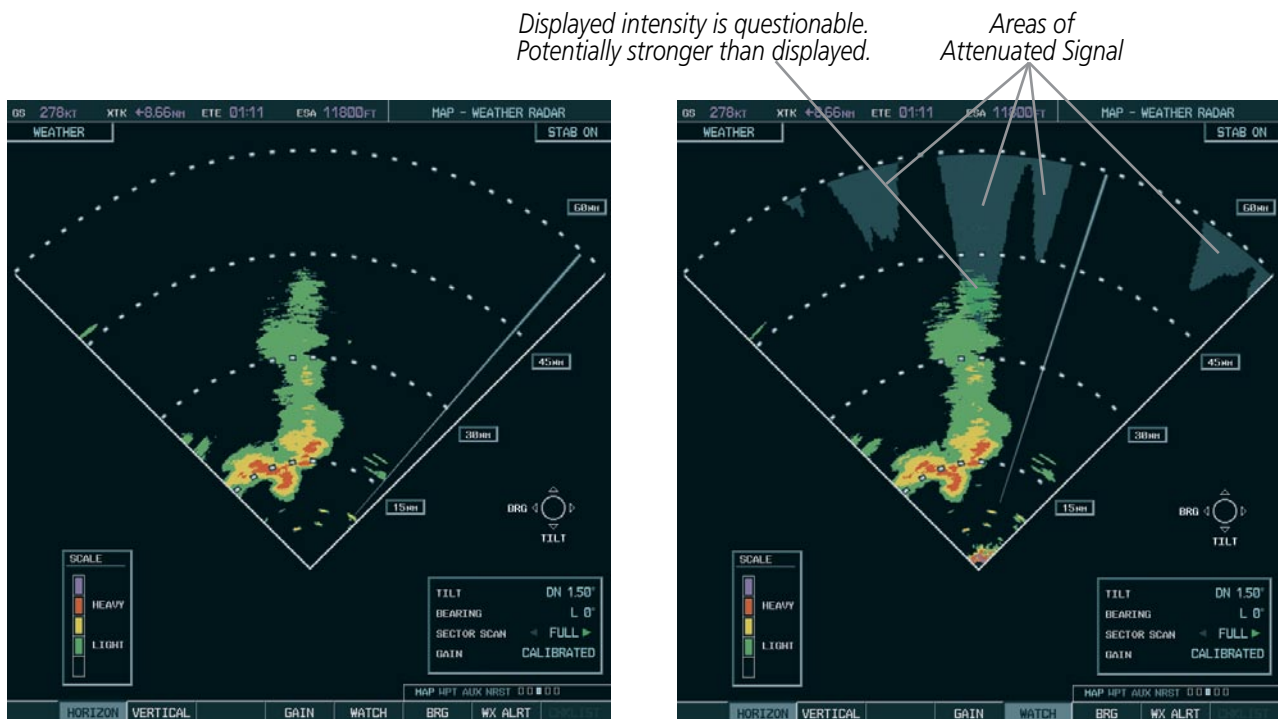 Displayed intensity is questionable.
Potentially stronger than displayed.
Areas of
Attenuated Signal
GS 278KT XTK ←8.66NM ETE 01:11 ESA 11800FT MAP – WEATHER RADAR
WEATHER
STAB ON
60NM
45NM
30NM
15NM
BRG
TILT
SCALE
HEAVY
LIGHT
TILT DN 1.50°
BEARING L 0°
SECTOR SCAN ◄ FULL ►
GAIN CALIBRATED
MAP WPT AUX NRST
HORIZON VERTICAL GAIN WATCH BRG WX ALRT
GS 278KT XTK ←8.66NM ETE 01:11 ESA 11800FT MAP – WEATHER RADAR
WEATHER
STAB ON
60NM
45NM
30NM
15NM
BRG
TILT
SCALE
HEAVY
LIGHT
TILT DN 1.50°
BEARING L 0°
SECTOR SCAN ◄ FULL ►
GAIN CALIBRATED
MAP WPT AUX NRST
HORIZON VERTICAL GAIN WATCH BRG WX ALRT